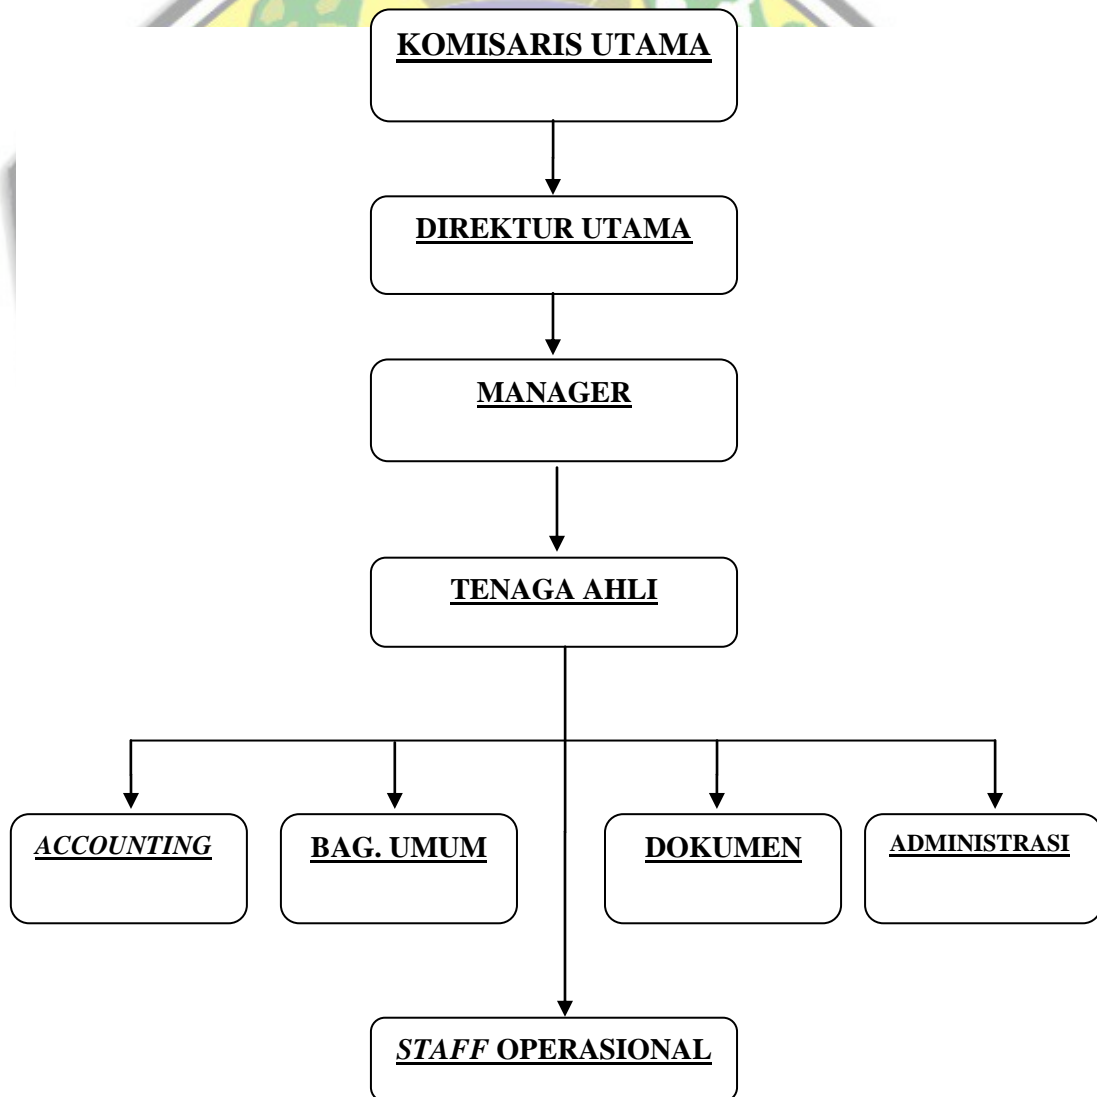 KOMISARIS UTAMA
DIREKTUR UTAMA
MANAGER
TENAGA AHLI
ACCOUNTING
BAG. UMUM
DOKUMEN
ADMINISTRASI
STAFF OPERASIONAL